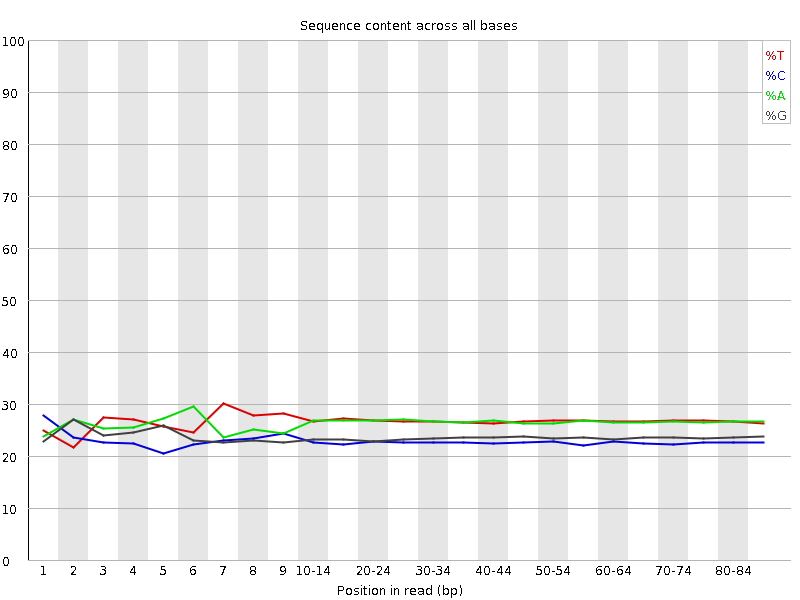 Sequence content across all bases
100
90
80
70
60
50
40
30
20
10
0
%T
%C
%A
%G
1 2 3 4 5 6 7 8 9 10-14 20-24 30-34 40-44 50-54 60-64 70-74 80-84
Position in read (bp)